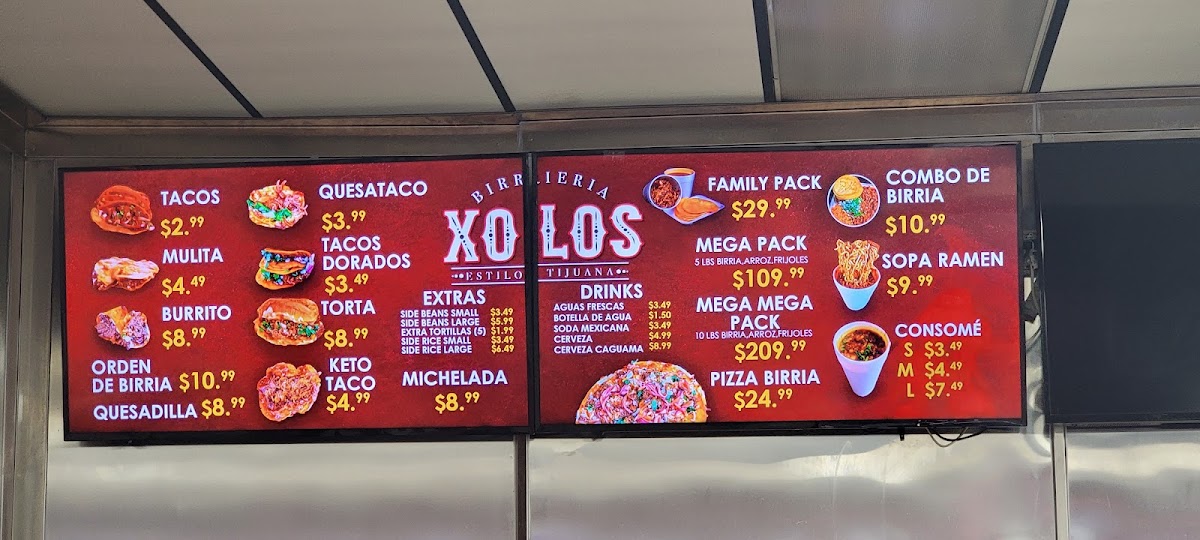 TACOS
$2.99
MULITA
$4.49
BURRITO
$8.99
ORDEN
DE BIRRIA $10.99
QUESADILLA $8.99
QUESATACO
$3.99
TACOS
DORADOS
$3.49
TORTA
$8.99
KETO
TACO
$4.99
BIRRIERIA
XOLOS
ESTILO TIJUANA
EXTRAS
SIDE BEANS SMALL $3.49
SIDE BEANS LARGE $5.99
EXTRA TORTILLAS (5) $1.99
SIDE RICE SMALL $3.49
SIDE RICE LARGE $6.49
MICHELADA
$8.99
DRINKS
AGUAS FRESCAS $3.49
BOTELLA DE AGUA $1.50
SODA MEXICANA $3.49
CERVEZA $4.99
CERVEZA CAGUAMA $8.99
FAMILY PACK
$29.99
MEGA PACK
5 LBS BIRRIA,ARROZ,FRIJOLES
$109.99
MEGA MEGA
PACK
10 LBS BIRRIA,ARROZ,FRIJOLES
$209.99
PIZZA BIRRIA
$24.99
COMBO DE
BIRRIA
$10.99
SOPA RAMEN
$9.99
CONSOMÉ
S $3.49
M $4.49
L $7.49